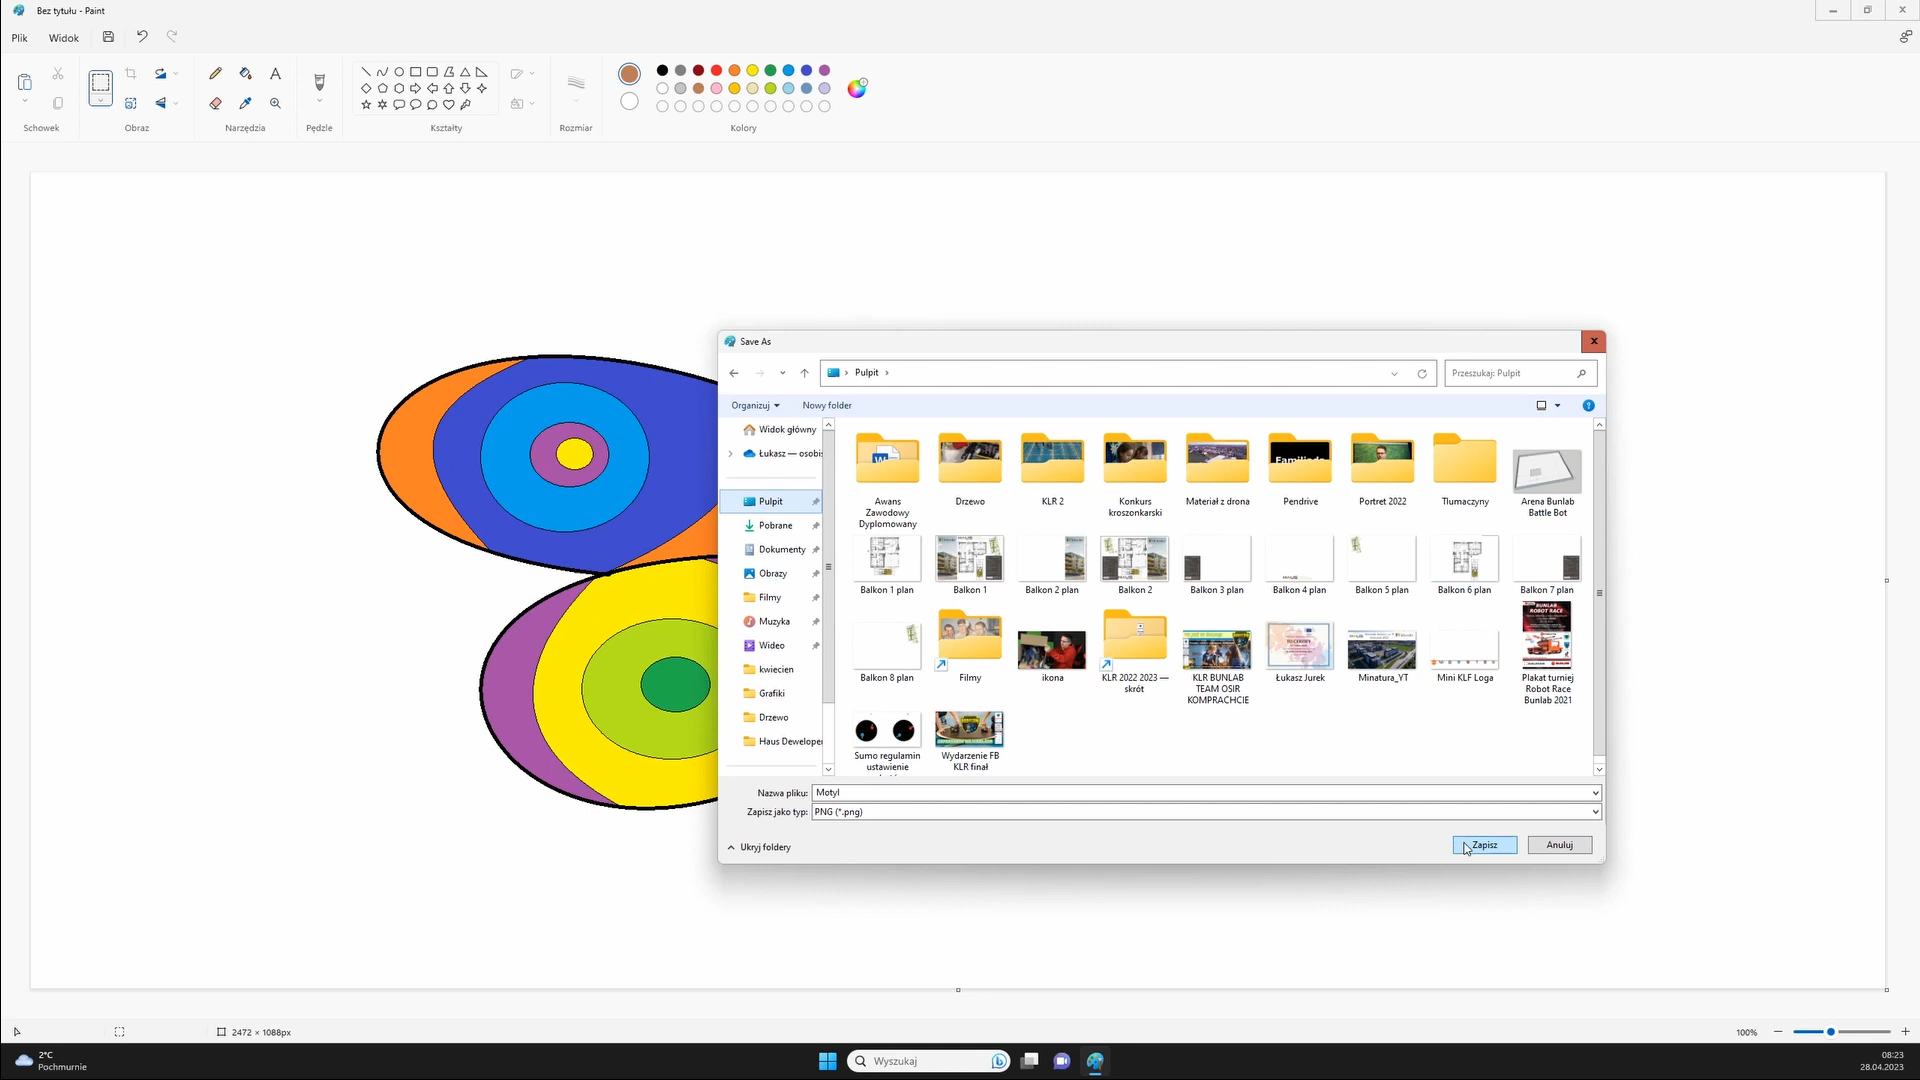 Bez tytułu - Paint
Plik
Widok
Schowek
Obraz
Narzędzia
Pędzle
Kształty
Rozmiar
Kolory
Save As
Pulpit
Przeszukaj: Pulpit
Organizuj
Nowy folder
Widok główny
Łukasz — osobis
Pulpit
Pobrane
Dokumenty
Obrazy
Filmy
Muzyka
Wideo
kwiecien
Grafiki
Drzewo
Haus Deweloper
Awans
Zawodowy
Dyplomowany
Drzewo
KLR 2
Konkurs
kroszonkarski
Materiał z drona
Pendrive
Portret 2022
Tłumaczyny
Arena Bunlab
Battle Bot
Balkon 1 plan
Balkon 1
Balkon 2 plan
Balkon 2
Balkon 3 plan
Balkon 4 plan
Balkon 5 plan
Balkon 6 plan
Balkon 7 plan
Balkon 8 plan
Filmy
ikona
KLR 2022 2023 —
skrót
KLR BUNLAB
TEAM OSIR
KOMPRACHCIE
Łukasz Jurek
Minatura_YT
Mini KLF Loga
Plakat turniej
Robot Race
Bunlab 2021
Sumo regulamin
ustawienie
Wydarzenie FB
KLR finał
Nazwa pliku:
Motyl
Zapisz jako typ:
PNG (*.png)
Ukryj foldery
Zapisz
Anuluj
2472 × 1088px
100%
2°C
Pochmurnie
Wyszukaj
08:23
28.04.2023